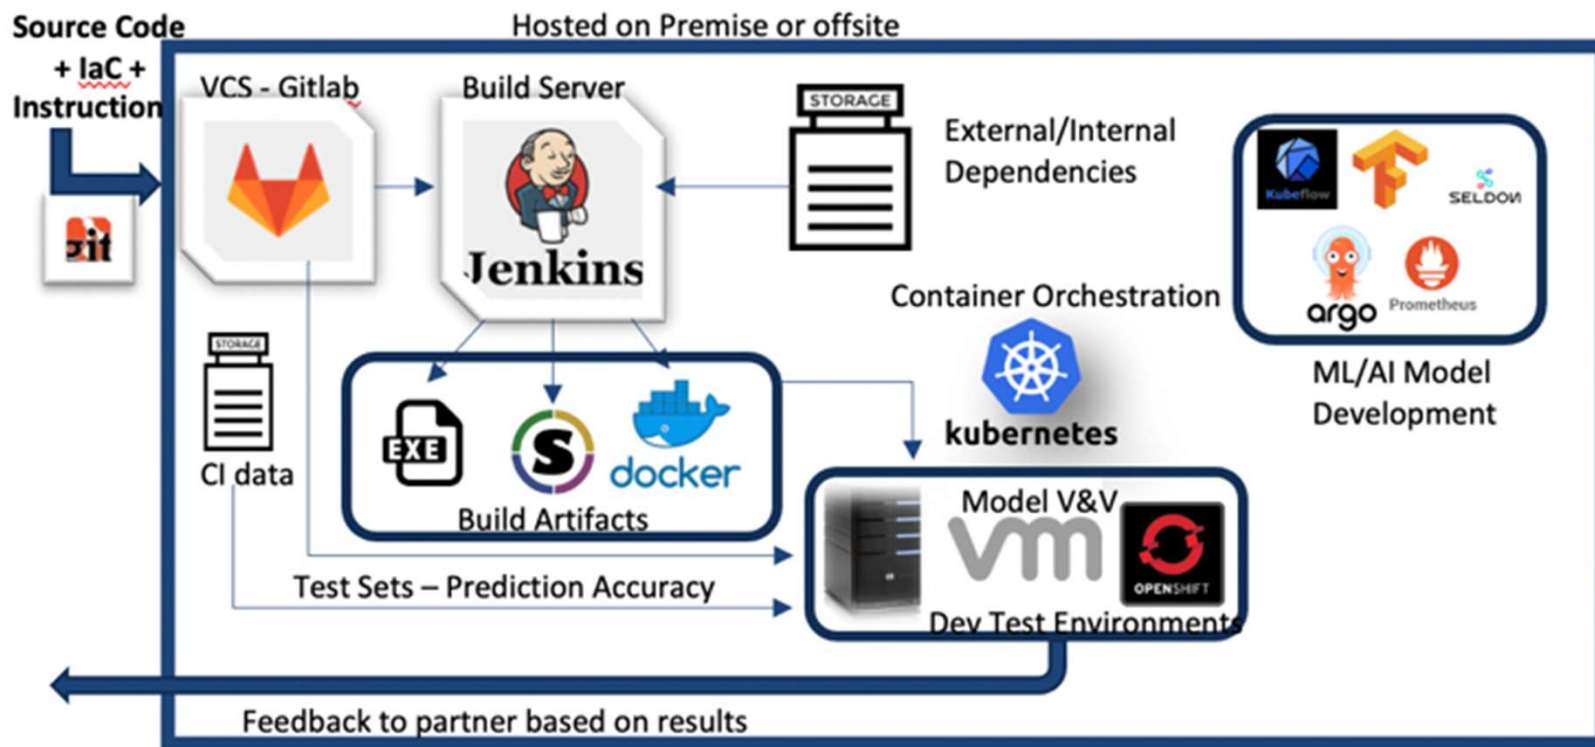 Source Code
+ IaC +
Instruction
git
Hosted on Premise or offsite
VCS - Gitlab
Build Server
Jenkins
STORAGE
External/Internal
Dependencies
Kubeflow
SELDON
argo
Prometheus
ML/AI Model
Development
Container Orchestration
kubernetes
STORAGE
CI data
EXE
S
docker
Build Artifacts
Model V&V
vm
OPENSHIFT
Dev Test Environments
Test Sets – Prediction Accuracy
Feedback to partner based on results